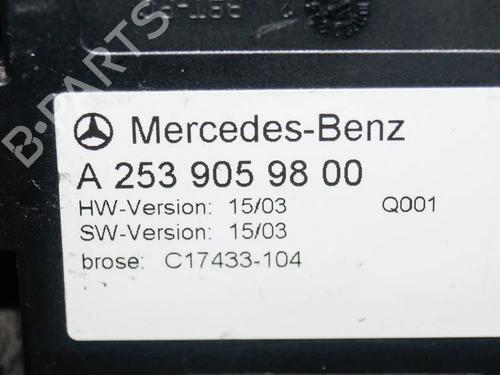 B-PARTS
Mercedes-Benz
A 253 905 98 00
HW-Version: 15/03 Q001
SW-Version: 15/03
brose: C17433-104